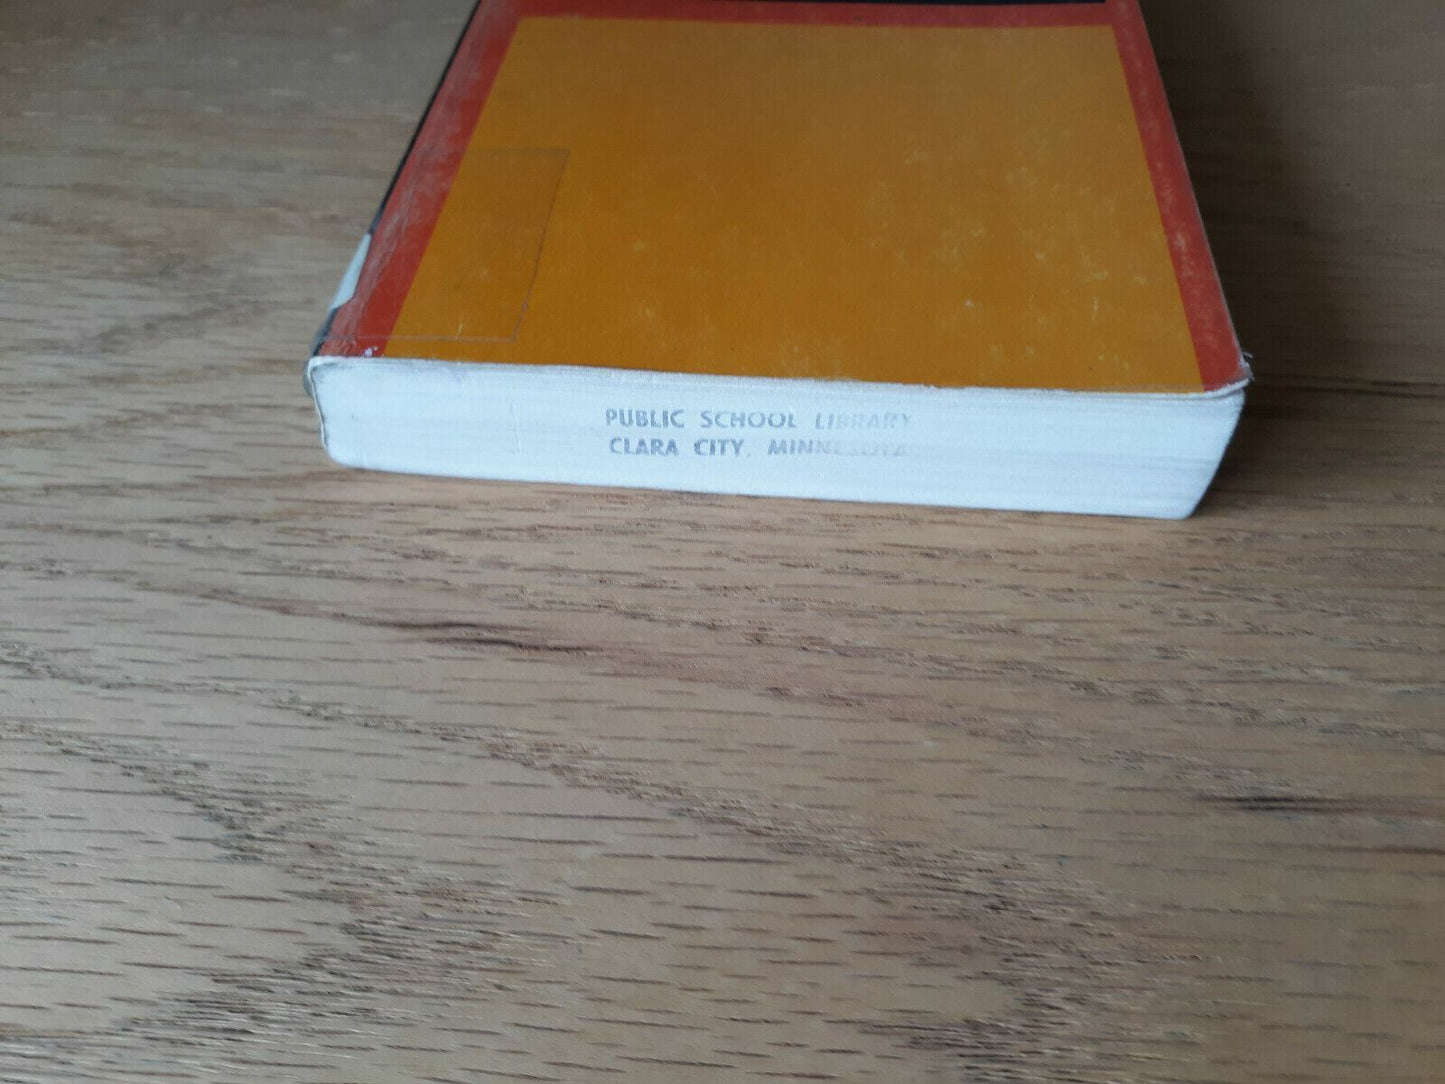 PUBLIC SCHOOL LIBRARY
CLARA CITY, MINNESOTA